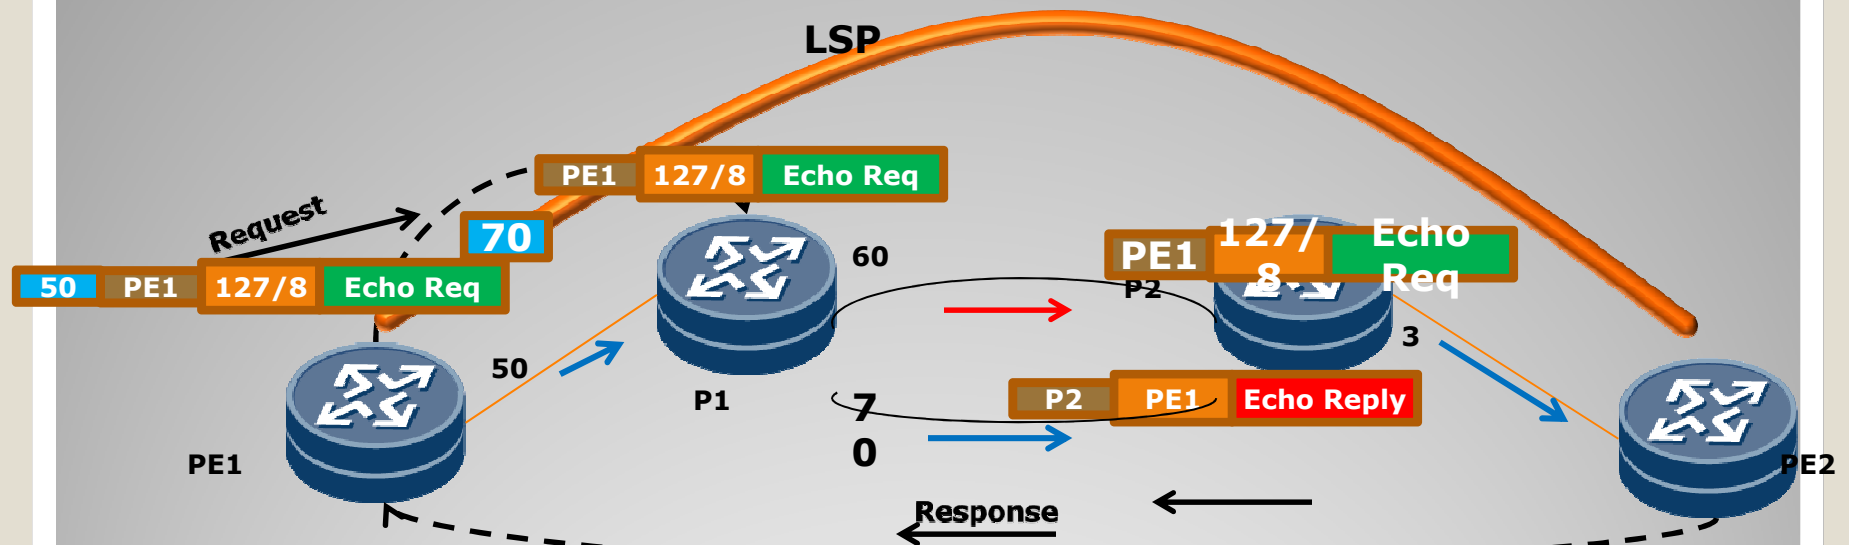 LSP
PE1 127/8 Echo Req
Request
70
50 PE1 127/8 Echo Req
60
PE1 127/
8 Echo
Req
P2
3
50
P1
7
0
P2 PE1 Echo Reply
PE1
PE2
Response